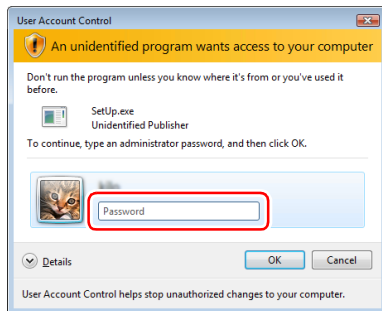 User Account Control
An unidentified program wants access to your computer
Don't run the program unless you know where it's from or you've used it
before.
SetUp.exe
Unidentified Publisher
To continue, type an administrator password, and then click OK.
Password
Details
OK
Cancel
User Account Control helps stop unauthorized changes to your computer.